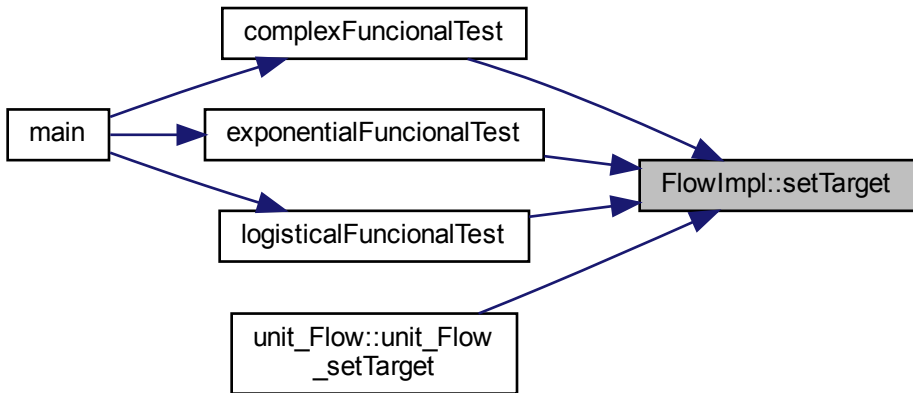 complexFuncionalTest
main
exponentialFuncionalTest
FlowImpl::setTarget
logisticalFuncionalTest
unit_Flow::unit_Flow
_setTarget